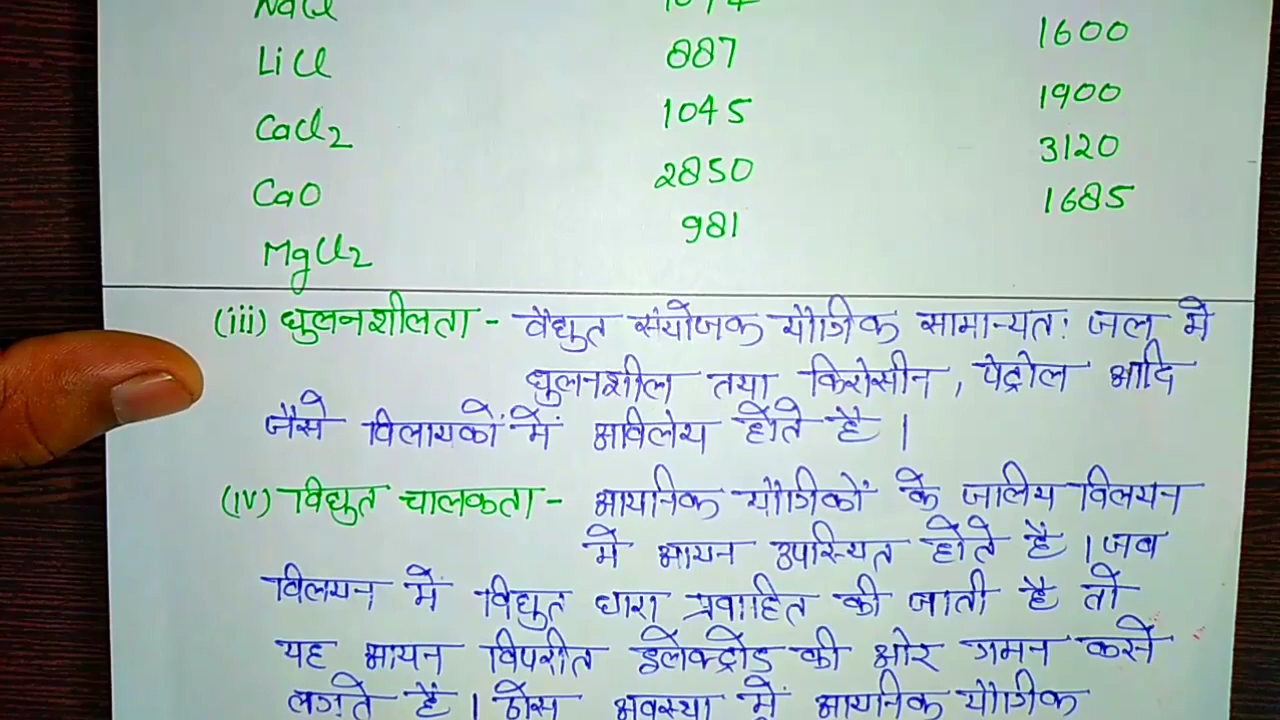 NaCl 1074
LiCl 887 1600
CaCl2 1045 1900
CaO 2850 3120
MgCl2 981 1685
(iii) घुलनशीलता - वैद्युत संयोजक यौगिक सामान्यतः जल मे
घुलनशील तथा किरोसीन, पेट्रोल आदि
जैसे विलायकों में अविलेय होते है ।
(iv) विद्युत चालकता - आयनिक यौगिकों के जालिय विलयन
मे आयन उपस्थित होते है । जब
विलयन में विद्युत धारा प्रवाहित की जाती है तो
यह आयन विपरीत इलेक्ट्रोड की ओर गमन करने
लगते हैं । ठोस अवस्था में आयनिक यौगिक